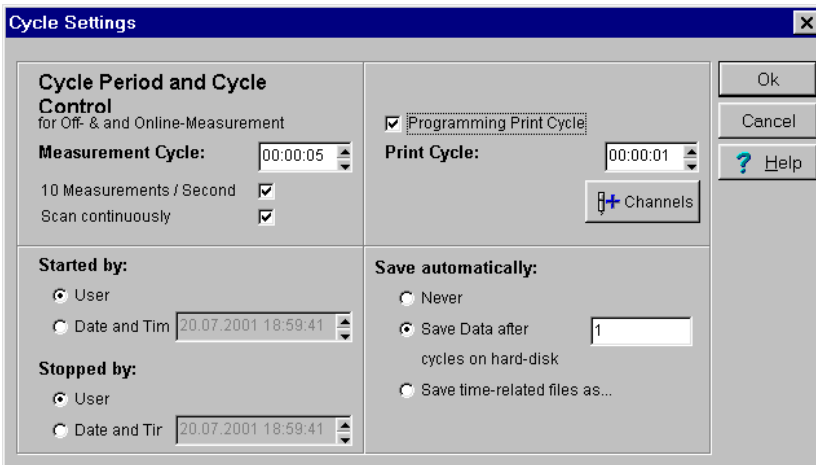 Cycle Settings
Cycle Period and Cycle
Control
for Off- & and Online-Measurement
Measurement Cycle: 00:00:05
10 Measurements / Second
Scan continuously
Programming Print Cycle
Print Cycle: 00:00:01
Channels
Ok
Cancel
? Help
Started by:
User
Date and Tim 20.07.2001 18:59:41
Stopped by:
User
Date and Tir 20.07.2001 18:59:41
Save automatically:
Never
Save Data after 1
cycles on hard-disk
Save time-related files as...